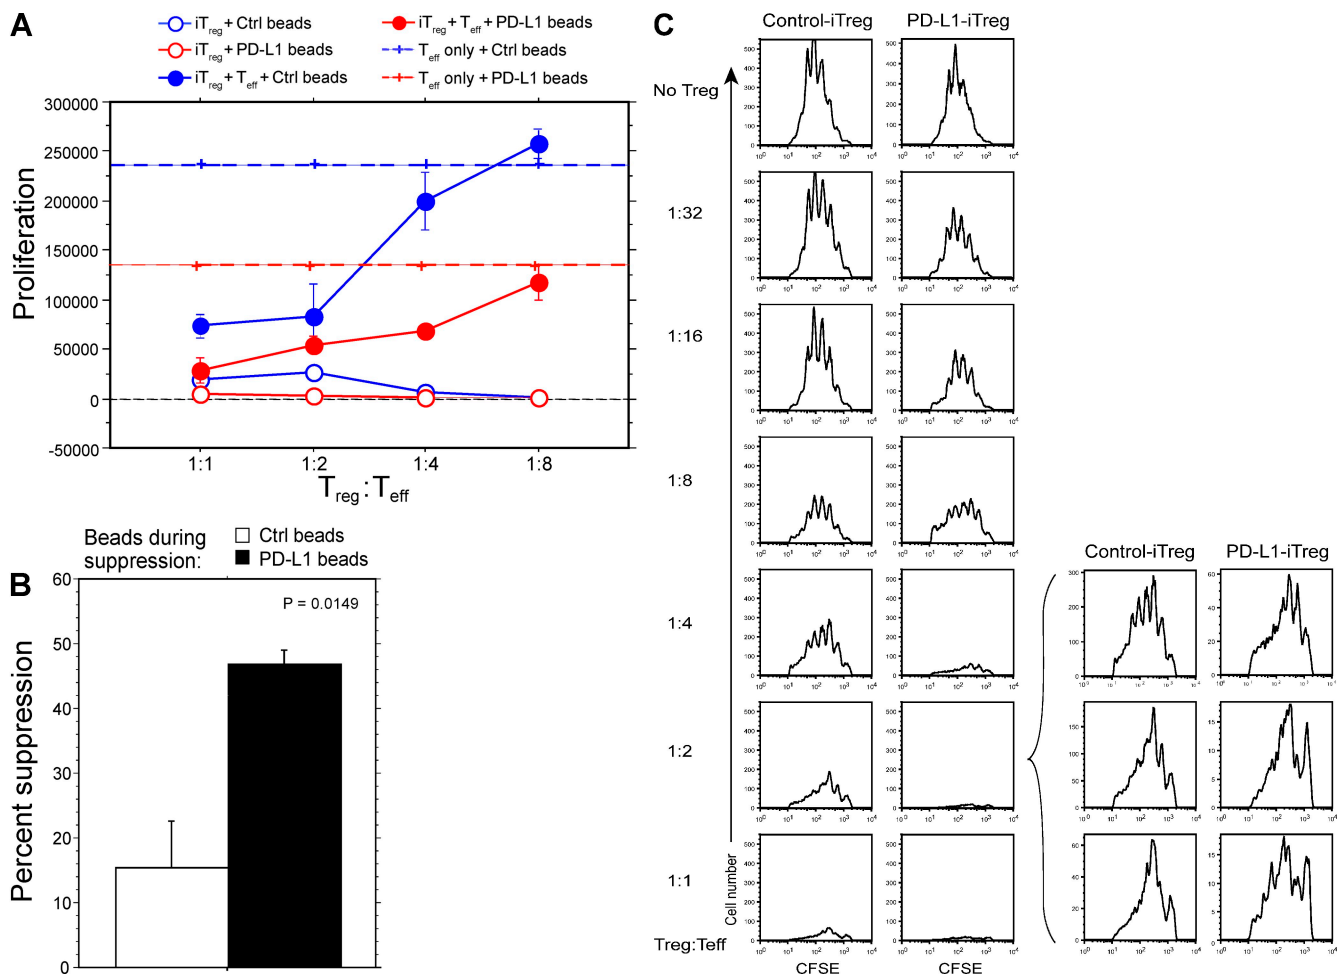 A
iTreg + Ctrl beads
iTreg + PD-L1 beads
iTreg + Teff + Ctrl beads
iTreg + Teff + PD-L1 beads
Teff only + Ctrl beads
Teff only + PD-L1 beads
Proliferation
300000
250000
200000
150000
100000
50000
0
-50000
1:1 1:2 1:4 1:8
Treg : Teff
B
Beads during
suppression:
Ctrl beads
PD-L1 beads
P = 0.0149
Percent suppression
60
50
40
30
20
10
0
C
Control-iTreg PD-L1-iTreg
No Treg
1:32
1:16
1:8
1:4
1:2
1:1
Treg:Teff
Cell number
CFSE CFSE
Control-iTreg PD-L1-iTreg